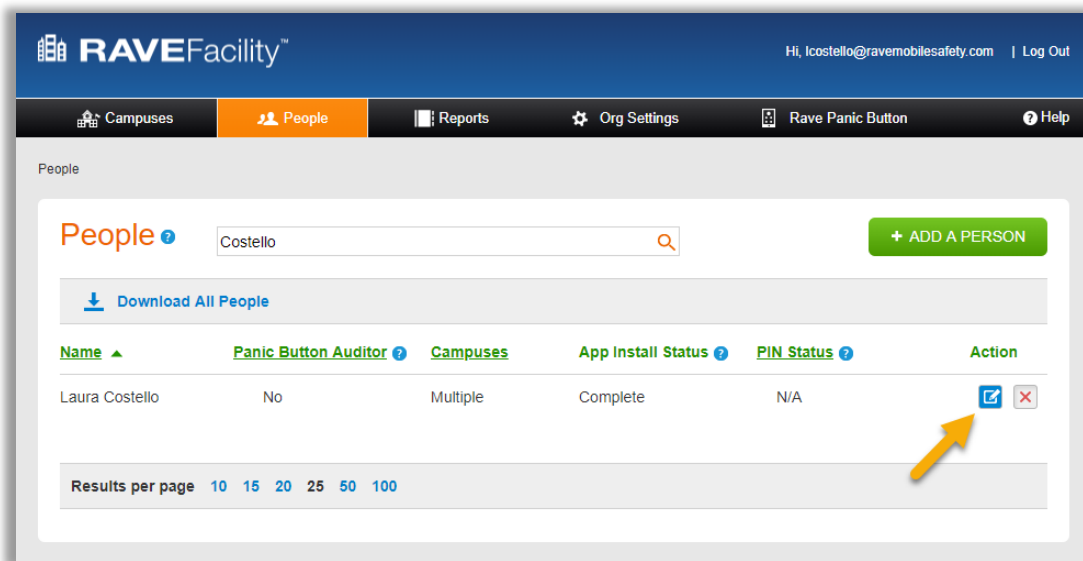 RAVEFacility™
Hi, lcostello@ravemobilesafety.com | Log Out
Campuses People Reports Org Settings Rave Panic Button ? Help
People
People ? Costello + ADD A PERSON
Download All People
Name ▲ Panic Button Auditor ? Campuses App Install Status ? PIN Status ? Action
Laura Costello No Multiple Complete N/A
Results per page 10 15 20 25 50 100